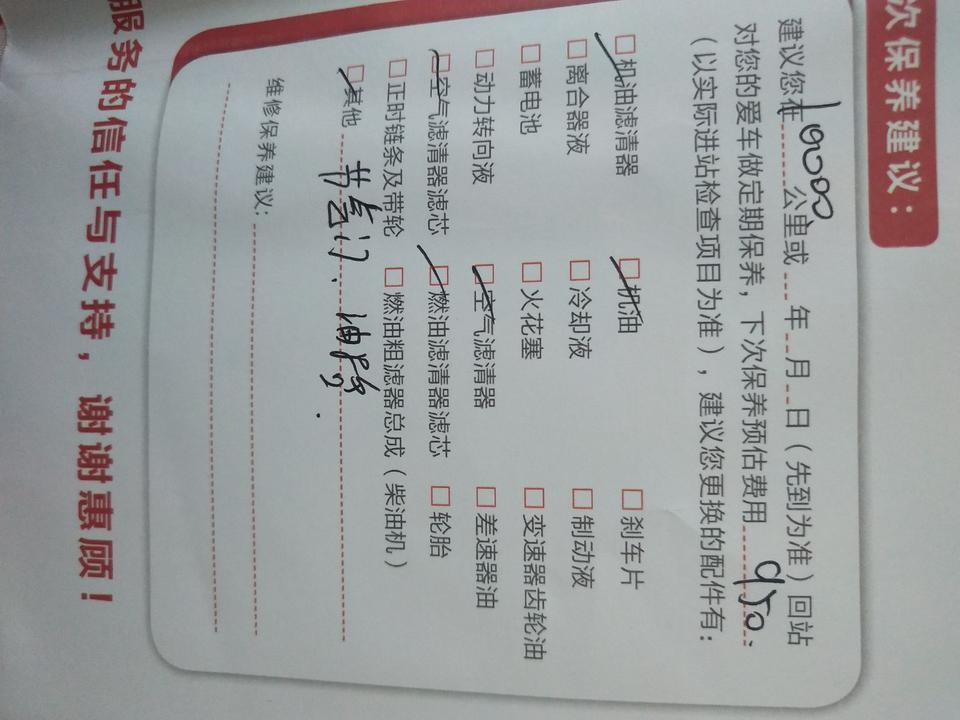 次保养建议：
建议您在10000公里或 年 月 日（先到为准）回站
对您的爱车做定期保养，下次保养预估费用 950.
（以实际进站检查项目为准），建议您更换的配件有：
□机油滤清器 □机油 □刹车片
□离合器液 □冷却液 □制动液
□蓄电池 □火花塞 □变速器齿轮油
□动力转向液 □空气滤清器 □差速器油
□空气滤清器滤芯 □燃油滤清器滤芯 □轮胎
□正时链条及带轮 □燃油粗滤器总成（柴油机）
□其他 节气门.油路.
维修保养建议：
服务的信任与支持，谢谢惠顾！